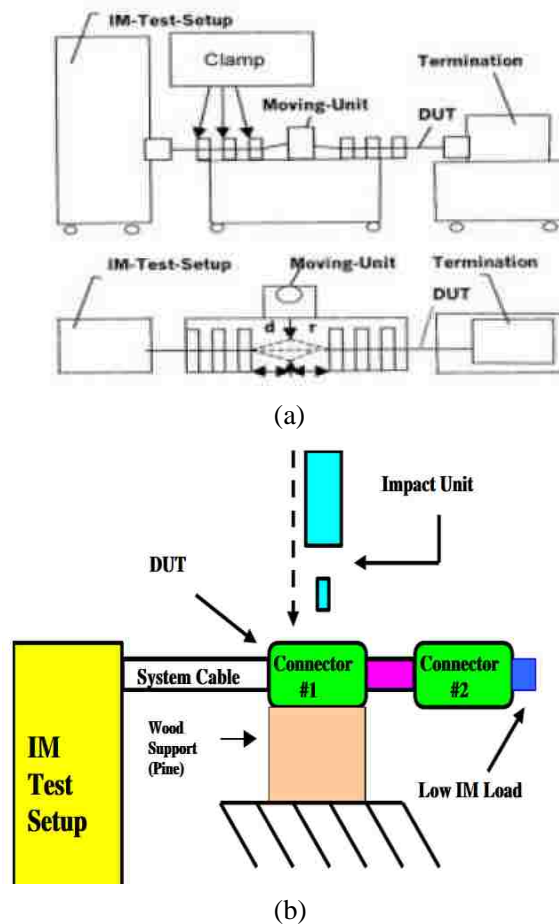 IM-Test-Setup
Clamp
Termination
Moving-Unit
DUT
IM-Test-Setup
Moving-Unit
Termination
DUT
d r
(a)
Impact Unit
DUT
System Cable
Connector
#1
Connector
#2
Wood
Support
(Pine)
IM
Test
Setup
Low IM Load
(b)